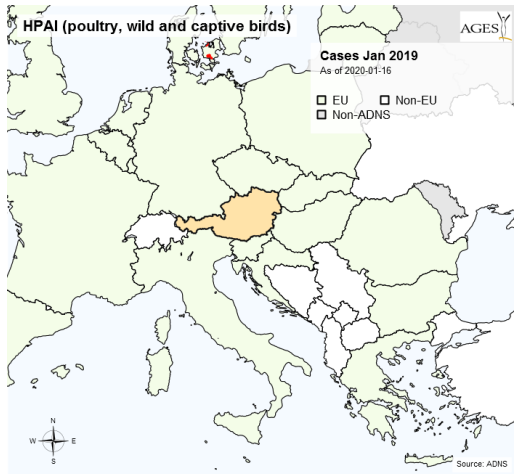 HPAI (poultry, wild and captive birds)
AGES
Cases Jan 2019
As of 2020-01-16
EU Non-EU
Non-ADNS
N
W E
S
Source: ADNS